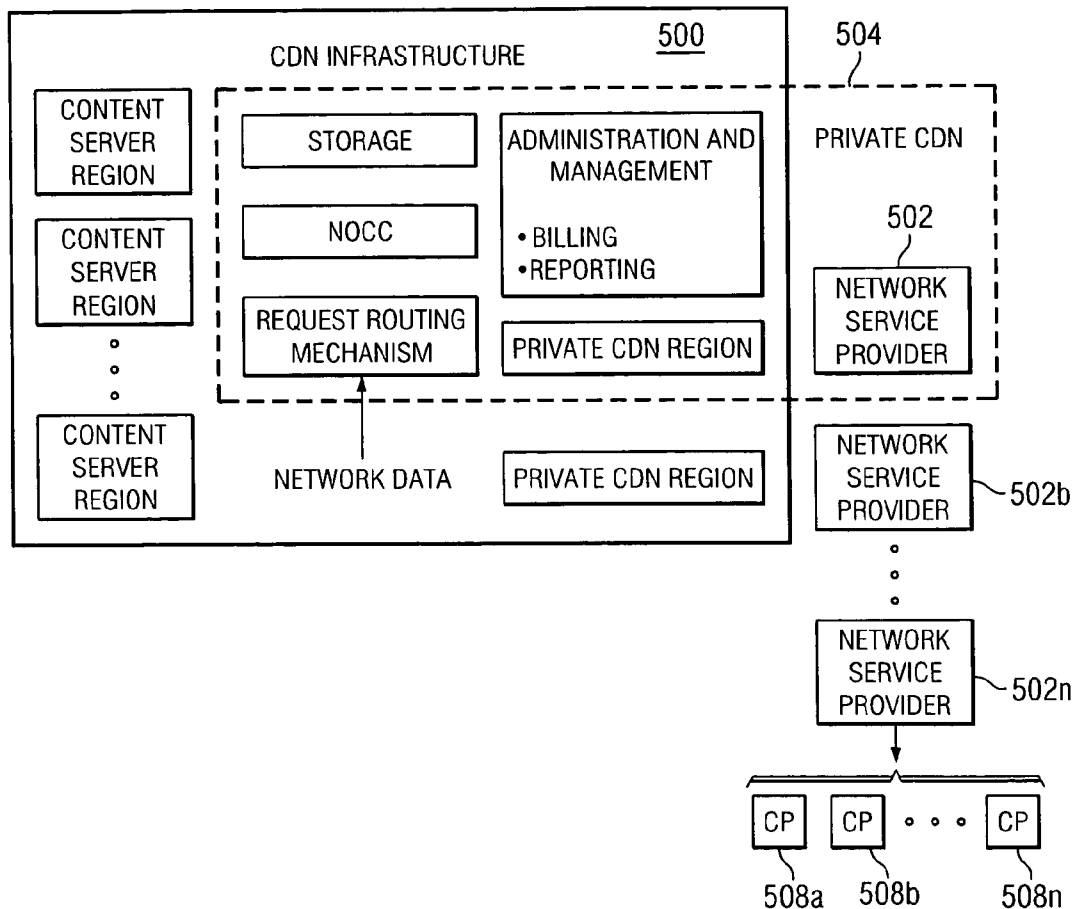 CDN INFRASTRUCTURE
500
504
CONTENT
SERVER
REGION
STORAGE
ADMINISTRATION AND
MANAGEMENT
• BILLING
• REPORTING
PRIVATE CDN
CONTENT
SERVER
REGION
NOCC
502
NETWORK
SERVICE
PROVIDER
REQUEST ROUTING
MECHANISM
PRIVATE CDN REGION
CONTENT
SERVER
REGION
NETWORK DATA
PRIVATE CDN REGION
NETWORK
SERVICE
PROVIDER
502b
NETWORK
SERVICE
PROVIDER
502n
CP
CP
CP
508a
508b
508n